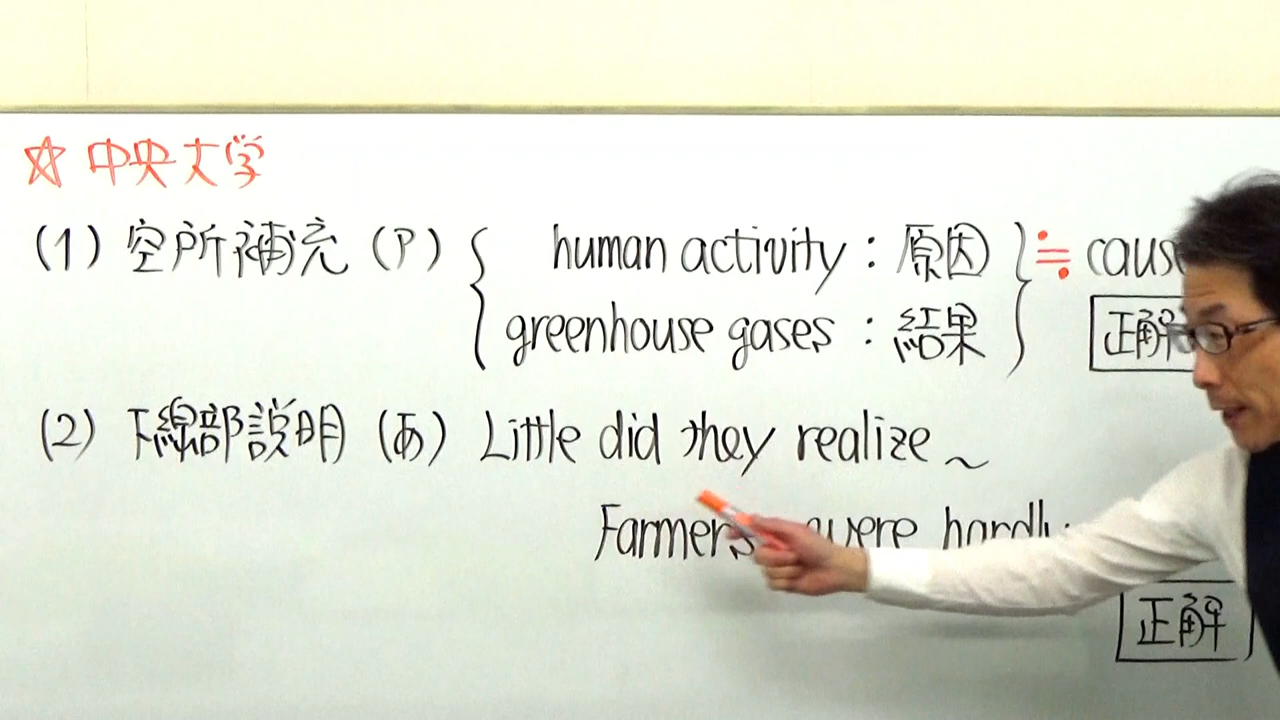 ☆ 中央大学
(1) 空所補充 (ア) { human activity : 原因 } ≒ caus
greenhouse gases : 結果 正解
(2) 下線部説明 (あ) Little did they realize ~
Farmers were hardly
正解